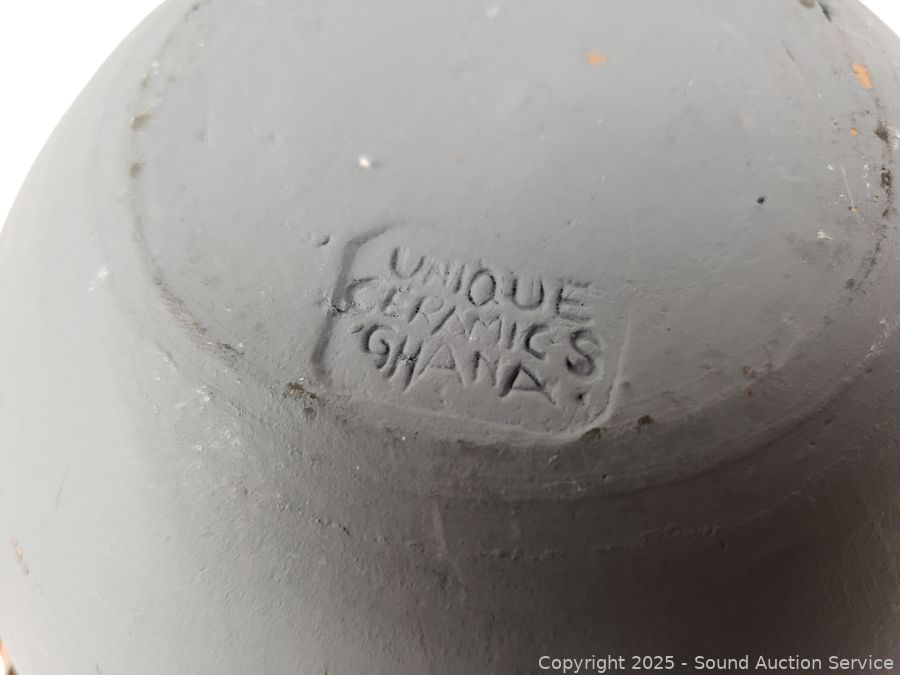 UNIQUE
CERAMICS
GHANA
Copyright 2025 - Sound Auction Service